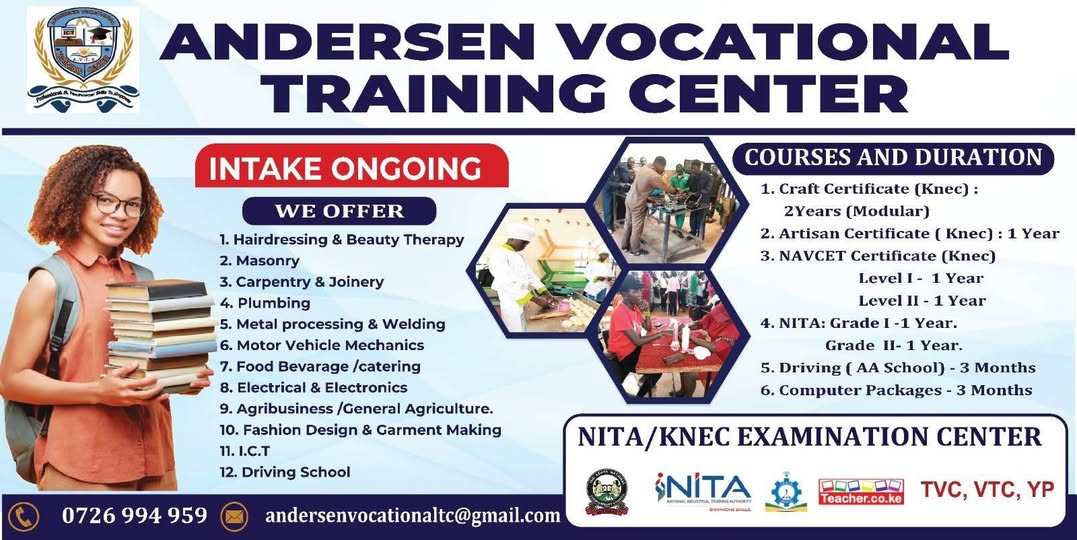 ANDERSEN VOCATIONAL
TRAINING CENTER
INTAKE ONGOING
WE OFFER
1. Hairdressing & Beauty Therapy
2. Masonry
3. Carpentry & Joinery
4. Plumbing
5. Metal processing & Welding
6. Motor Vehicle Mechanics
7. Food Bevarage /catering
8. Electrical & Electronics
9. Agribusiness /General Agriculture.
10. Fashion Design & Garment Making
11. I.C.T
12. Driving School
COURSES AND DURATION
1. Craft Certificate (Knec) :
2Years (Modular)
2. Artisan Certificate ( Knec) : 1 Year
3. NAVCET Certificate (Knec)
Level I - 1 Year
Level II - 1 Year
4. NITA: Grade I -1 Year.
Grade II- 1 Year.
5. Driving ( AA School) - 3 Months
6. Computer Packages - 3 Months
NITA/KNEC EXAMINATION CENTER
NITA
NATIONAL INDUSTRIAL TRAINING AUTHORITY
ENHANCING SKILLS
Teacher.co.ke
TVC, VTC, YP
0726 994 959
andersenvocationaltc@gmail.com